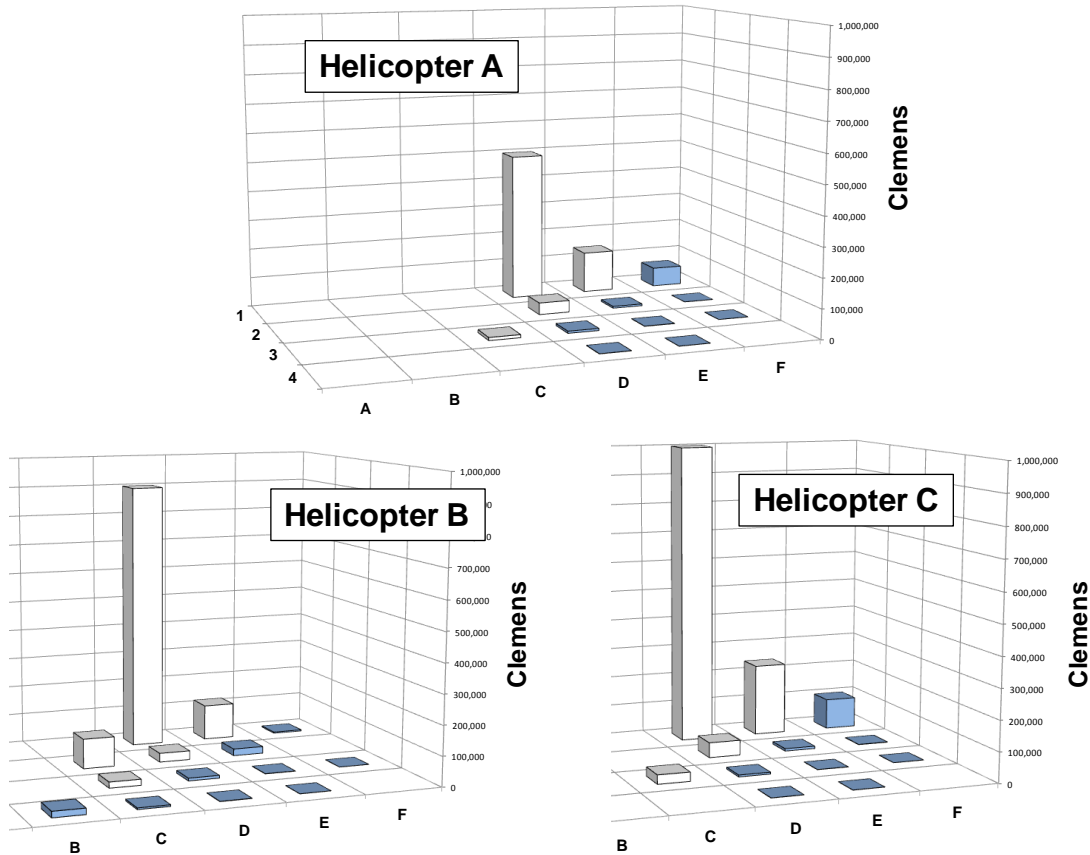 Helicopter A
1,000,000
900,000
800,000
700,000
600,000
500,000
400,000
300,000
200,000
100,000
0
Clemens
1
2
3
4
A
B
C
D
E
F
Helicopter B
1,000,000
700,000
600,000
500,000
400,000
300,000
200,000
100,000
0
Clemens
B
C
D
E
F
Helicopter C
1,000,000
900,000
800,000
700,000
600,000
500,000
400,000
300,000
200,000
100,000
0
Clemens
B
C
D
E
F